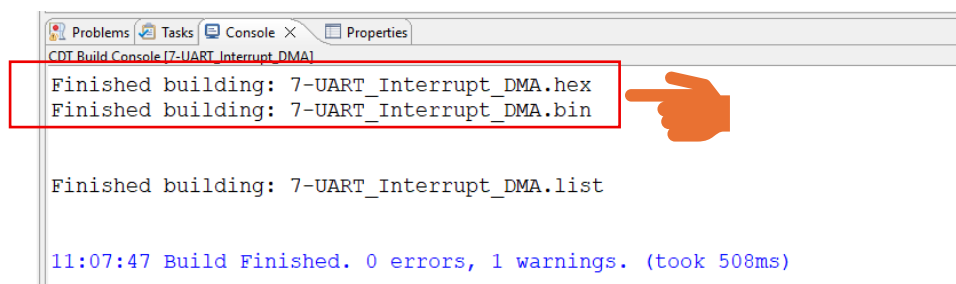 Problems Tasks Console Properties
CDT Build Console [7-UART_Interrupt_DMA]
Finished building: 7-UART_Interrupt_DMA.hex
Finished building: 7-UART_Interrupt_DMA.bin
Finished building: 7-UART_Interrupt_DMA.list
11:07:47 Build Finished. 0 errors, 1 warnings. (took 508ms)